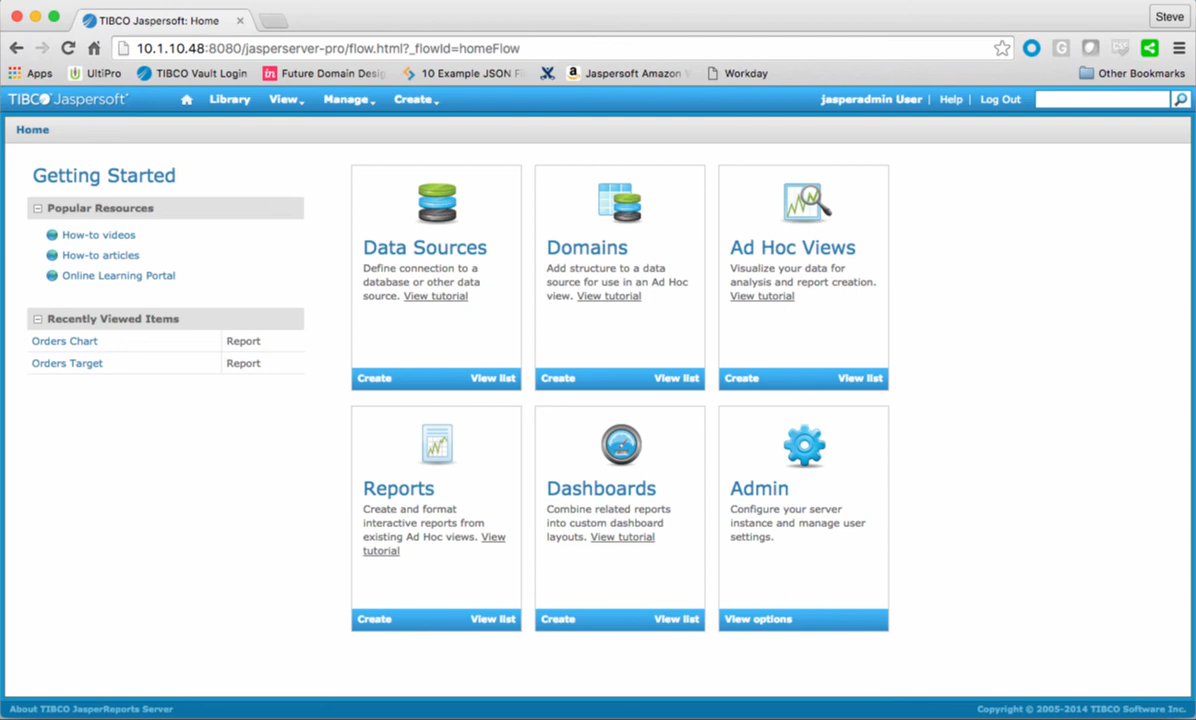 TIBCO Jaspersoft: Home
Steve
10.1.10.48:8080/jasperserver-pro/flow.html?_flowId=homeFlow
Apps UltiPro TIBCO Vault Login Future Domain Desig 10 Example JSON Fi Jaspersoft Amazon Workday Other Bookmarks
TIBCO Jaspersoft Library View Manage Create jasperadmin User | Help | Log Out
Home
Getting Started
Popular Resources
How-to videos
How-to articles
Online Learning Portal
Recently Viewed Items
Orders Chart Report
Orders Target Report
Data Sources
Define connection to a
database or other data
source. View tutorial
Create View list
Domains
Add structure to a data
source for use in an Ad Hoc
view. View tutorial
Create View list
Ad Hoc Views
Visualize your data for
analysis and report creation.
View tutorial
Create View list
Reports
Create and format
interactive reports from
existing Ad Hoc views. View
tutorial
Create View list
Dashboards
Combine related reports
into custom dashboard
layouts. View tutorial
Create View list
Admin
Configure your server
instance and manage user
settings.
View options
About TIBCO JasperReports Server
Copyright © 2005-2014 TIBCO Software Inc.